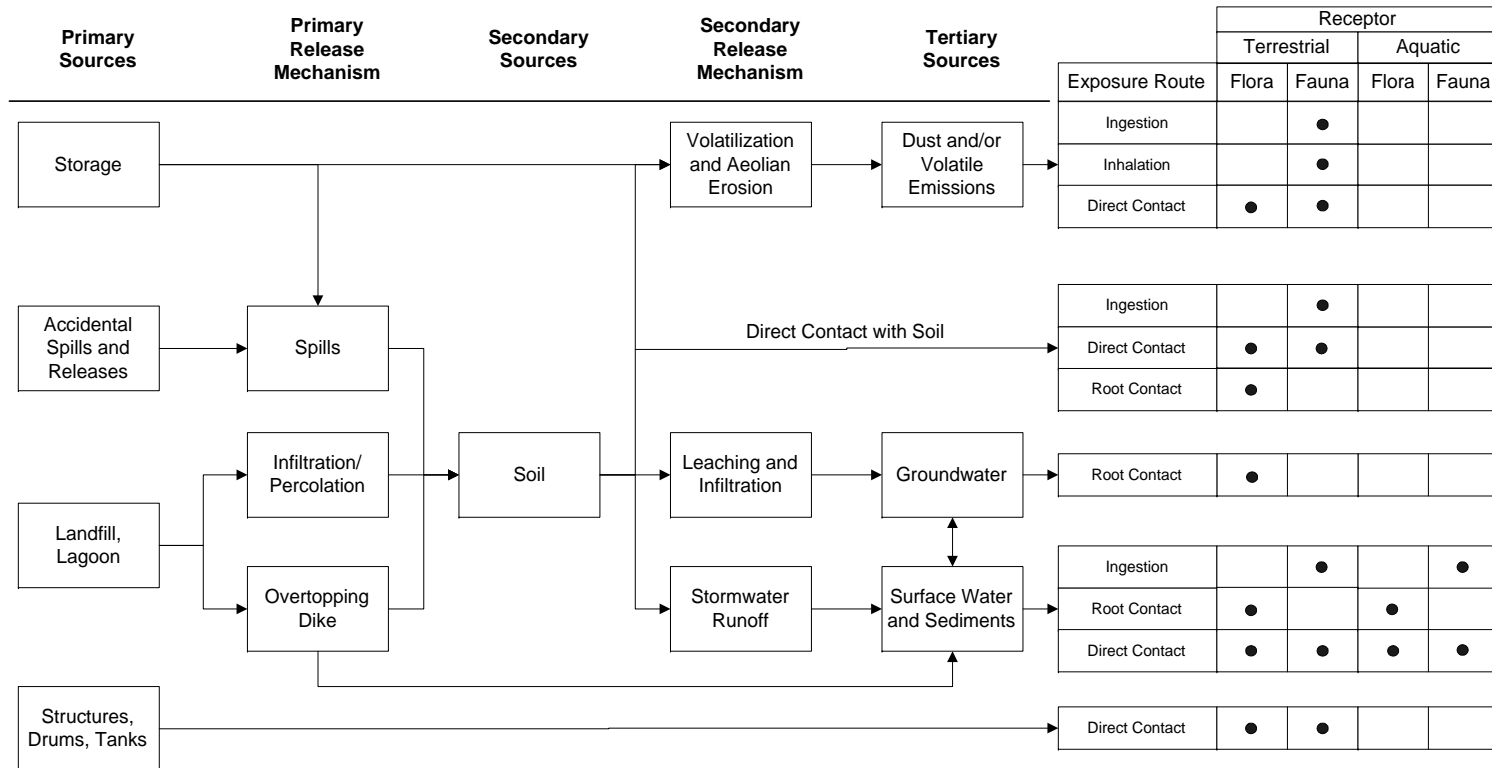 Primary
Sources
Primary
Release
Mechanism
Secondary
Sources
Secondary
Release
Mechanism
Tertiary
Sources
Receptor
Terrestrial
Aquatic
Exposure Route
Flora
Fauna
Flora
Fauna
Storage
Volatilization
and Aeolian
Erosion
Dust and/or
Volatile
Emissions
Ingestion
Inhalation
Direct Contact
Accidental
Spills and
Releases
Spills
Direct Contact with Soil
Ingestion
Direct Contact
Root Contact
Landfill,
Lagoon
Infiltration/
Percolation
Soil
Leaching and
Infiltration
Groundwater
Root Contact
Overtopping
Dike
Stormwater
Runoff
Surface Water
and Sediments
Ingestion
Root Contact
Direct Contact
Structures,
Drums, Tanks
Direct Contact